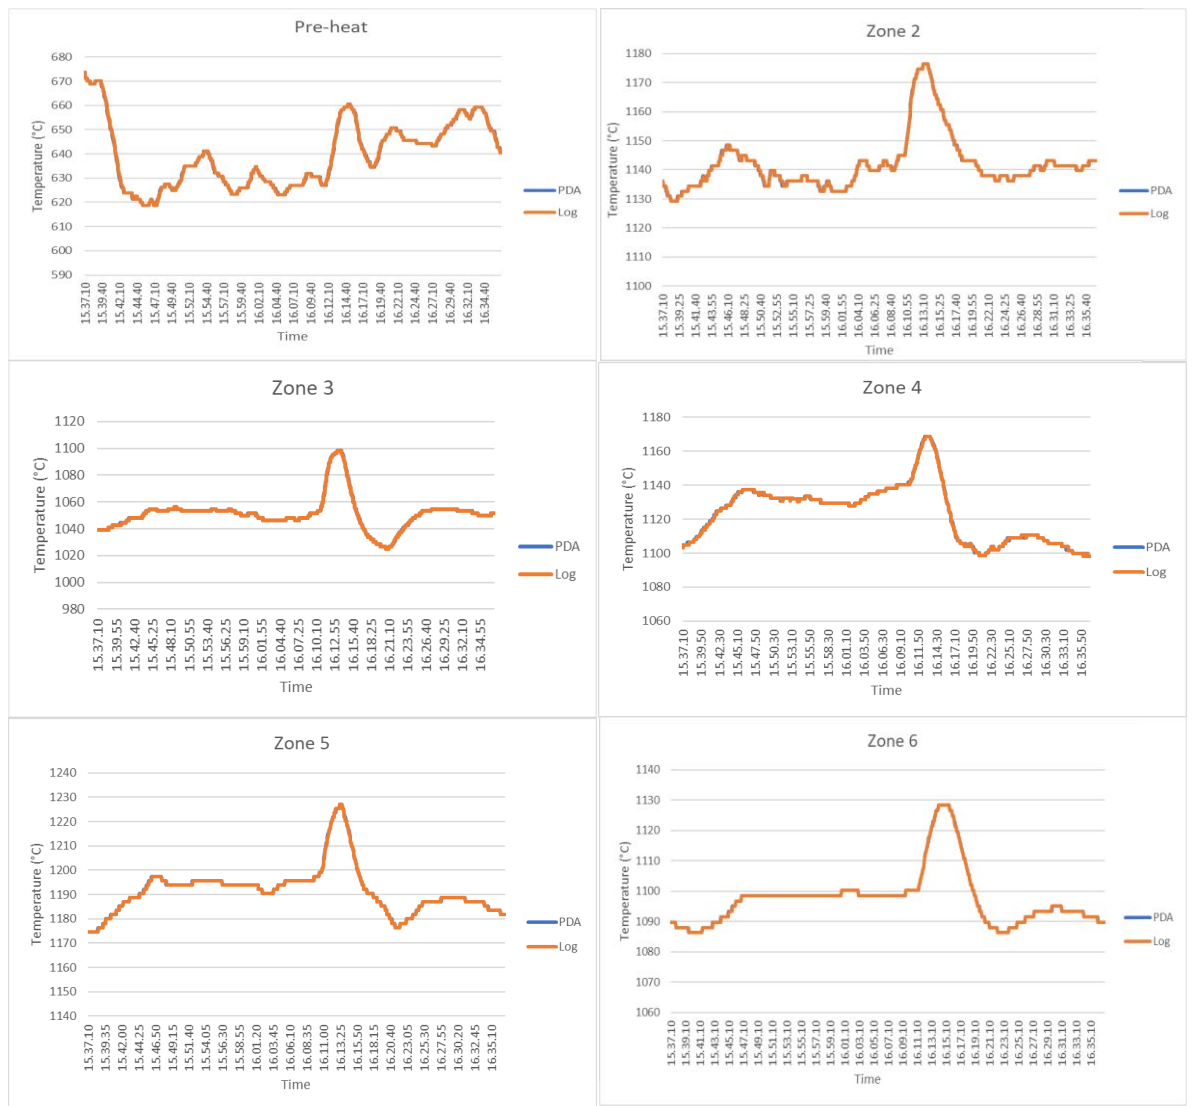 Pre-heat
680
670
660
650
640
630
620
610
600
590
Temperature (°C)
15.37.10 15.39.40 15.42.10 15.44.40 15.47.10 15.49.40 15.52.10 15.54.40 15.57.10 15.59.40 16.02.10 16.04.40 16.07.10 16.09.40 16.12.10 16.14.40 16.17.10 16.19.40 16.22.10 16.24.40 16.27.10 16.29.40 16.32.10 16.34.40
Time
PDA
Log
Zone 2
1180
1170
1160
1150
1140
1130
1120
1110
1100
Temperature (°C)
15.37.10 15.39.25 15.41.40 15.43.55 15.46.10 15.48.25 15.50.40 15.52.55 15.55.10 15.57.25 15.59.40 16.01.55 16.04.10 16.06.25 16.08.40 16.10.55 16.13.10 16.15.25 16.17.40 16.19.55 16.22.10 16.24.25 16.26.40 16.28.55 16.31.10 16.33.25 16.35.40
Time
PDA
Log
Zone 3
1120
1100
1080
1060
1040
1020
1000
980
Temperature (°C)
15.37.10 15.39.55 15.42.40 15.45.25 15.48.10 15.50.55 15.53.40 15.56.25 15.59.10 16.01.55 16.04.40 16.07.25 16.10.10 16.12.55 16.15.40 16.18.25 16.21.10 16.23.55 16.26.40 16.29.25 16.32.10 16.34.55
Time
PDA
Log
Zone 4
1180
1160
1140
1120
1100
1080
1060
Temperature (°C)
15.37.10 15.39.50 15.42.30 15.45.10 15.47.50 15.50.30 15.53.10 15.55.50 15.58.30 16.01.10 16.03.50 16.06.30 16.09.10 16.11.50 16.14.30 16.17.10 16.19.50 16.22.30 16.25.10 16.27.50 16.30.30 16.33.10 16.35.50
Time
PDA
Log
Zone 5
1240
1230
1220
1210
1200
1190
1180
1170
1160
1150
1140
Temperature (°C)
15.37.10 15.39.35 15.42.00 15.44.25 15.46.50 15.49.15 15.51.40 15.54.05 15.56.30 15.58.55 16.01.20 16.03.45 16.06.10 16.08.35 16.11.00 16.13.25 16.15.50 16.18.15 16.20.40 16.23.05 16.25.30 16.27.55 16.30.20 16.32.45 16.35.10
Time
PDA
Log
Zone 6
1140
1130
1120
1110
1100
1090
1080
1070
1060
Temperature (°C)
15.37.10 15.39.10 15.41.10 15.43.10 15.45.10 15.47.10 15.49.10 15.51.10 15.53.10 15.55.10 15.57.10 15.59.10 16.01.10 16.03.10 16.05.10 16.07.10 16.09.10 16.11.10 16.13.10 16.15.10 16.17.10 16.19.10 16.21.10 16.23.10 16.25.10 16.27.10 16.29.10 16.31.10 16.33.10 16.35.10
Time
PDA
Log